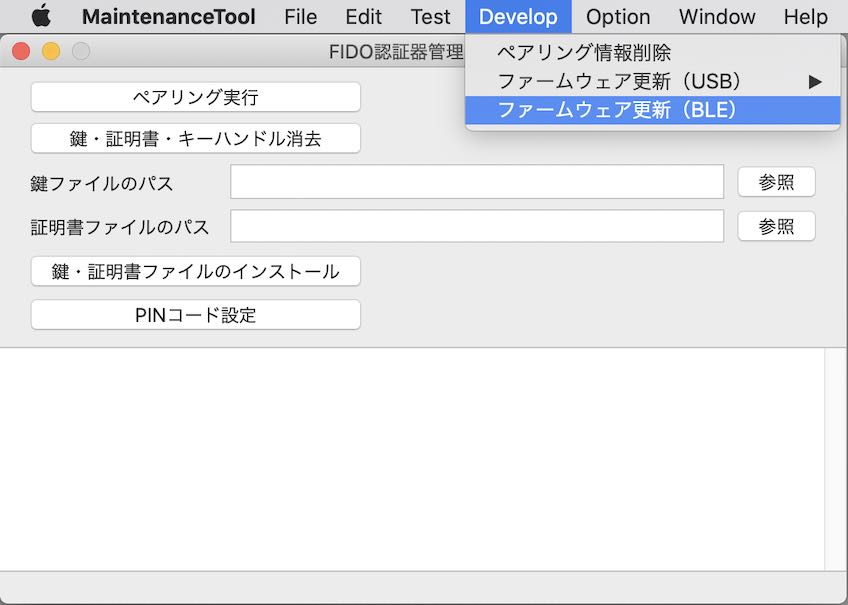 MaintenanceTool File Edit Test Develop Option Window Help
FIDO認証器管理
ペアリング情報削除
ファームウェア更新（USB）
ファームウェア更新（BLE）
ペアリング実行
鍵・証明書・キーハンドル消去
鍵ファイルのパス 参照
証明書ファイルのパス 参照
鍵・証明書ファイルのインストール
PINコード設定